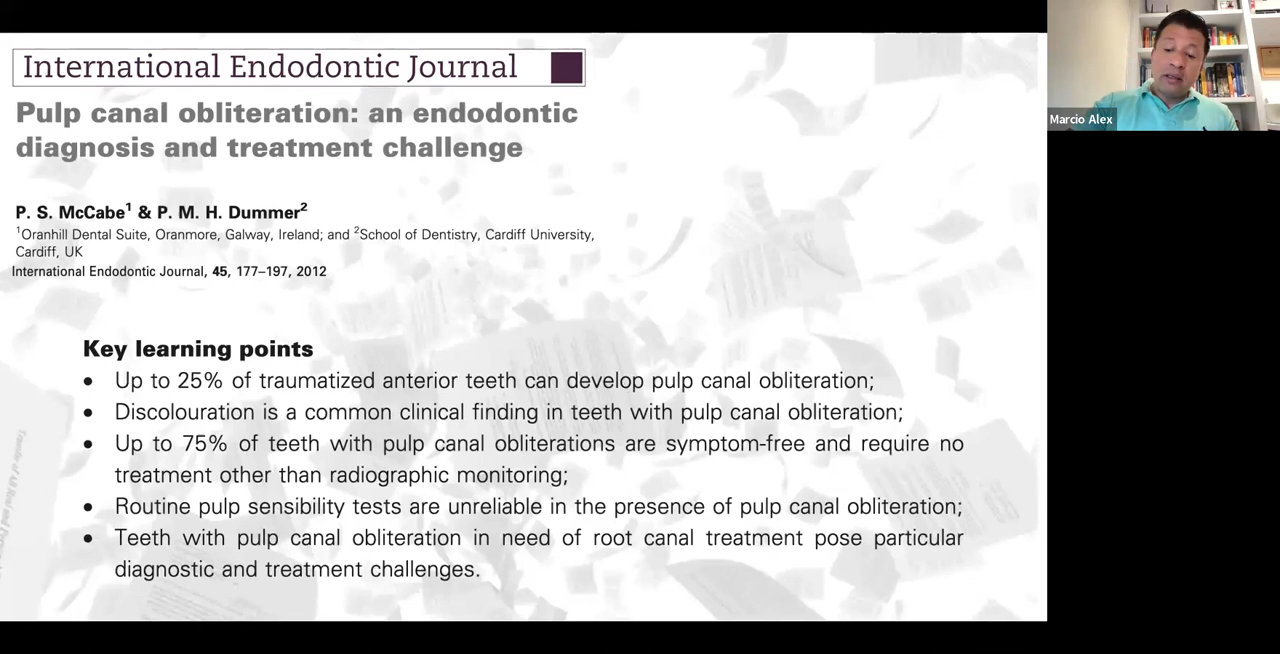 International Endodontic Journal
Pulp canal obliteration: an endodontic
diagnosis and treatment challenge
P. S. McCabe1 & P. M. H. Dummer2
1Oranhill Dental Suite, Oranmore, Galway, Ireland; and 2School of Dentistry, Cardiff University,
Cardiff, UK
International Endodontic Journal, 45, 177–197, 2012
Key learning points
• Up to 25% of traumatized anterior teeth can develop pulp canal obliteration;
• Discolouration is a common clinical finding in teeth with pulp canal obliteration;
• Up to 75% of teeth with pulp canal obliterations are symptom-free and require no
treatment other than radiographic monitoring;
• Routine pulp sensibility tests are unreliable in the presence of pulp canal obliteration;
• Teeth with pulp canal obliteration in need of root canal treatment pose particular
diagnostic and treatment challenges.
Marcio Alex